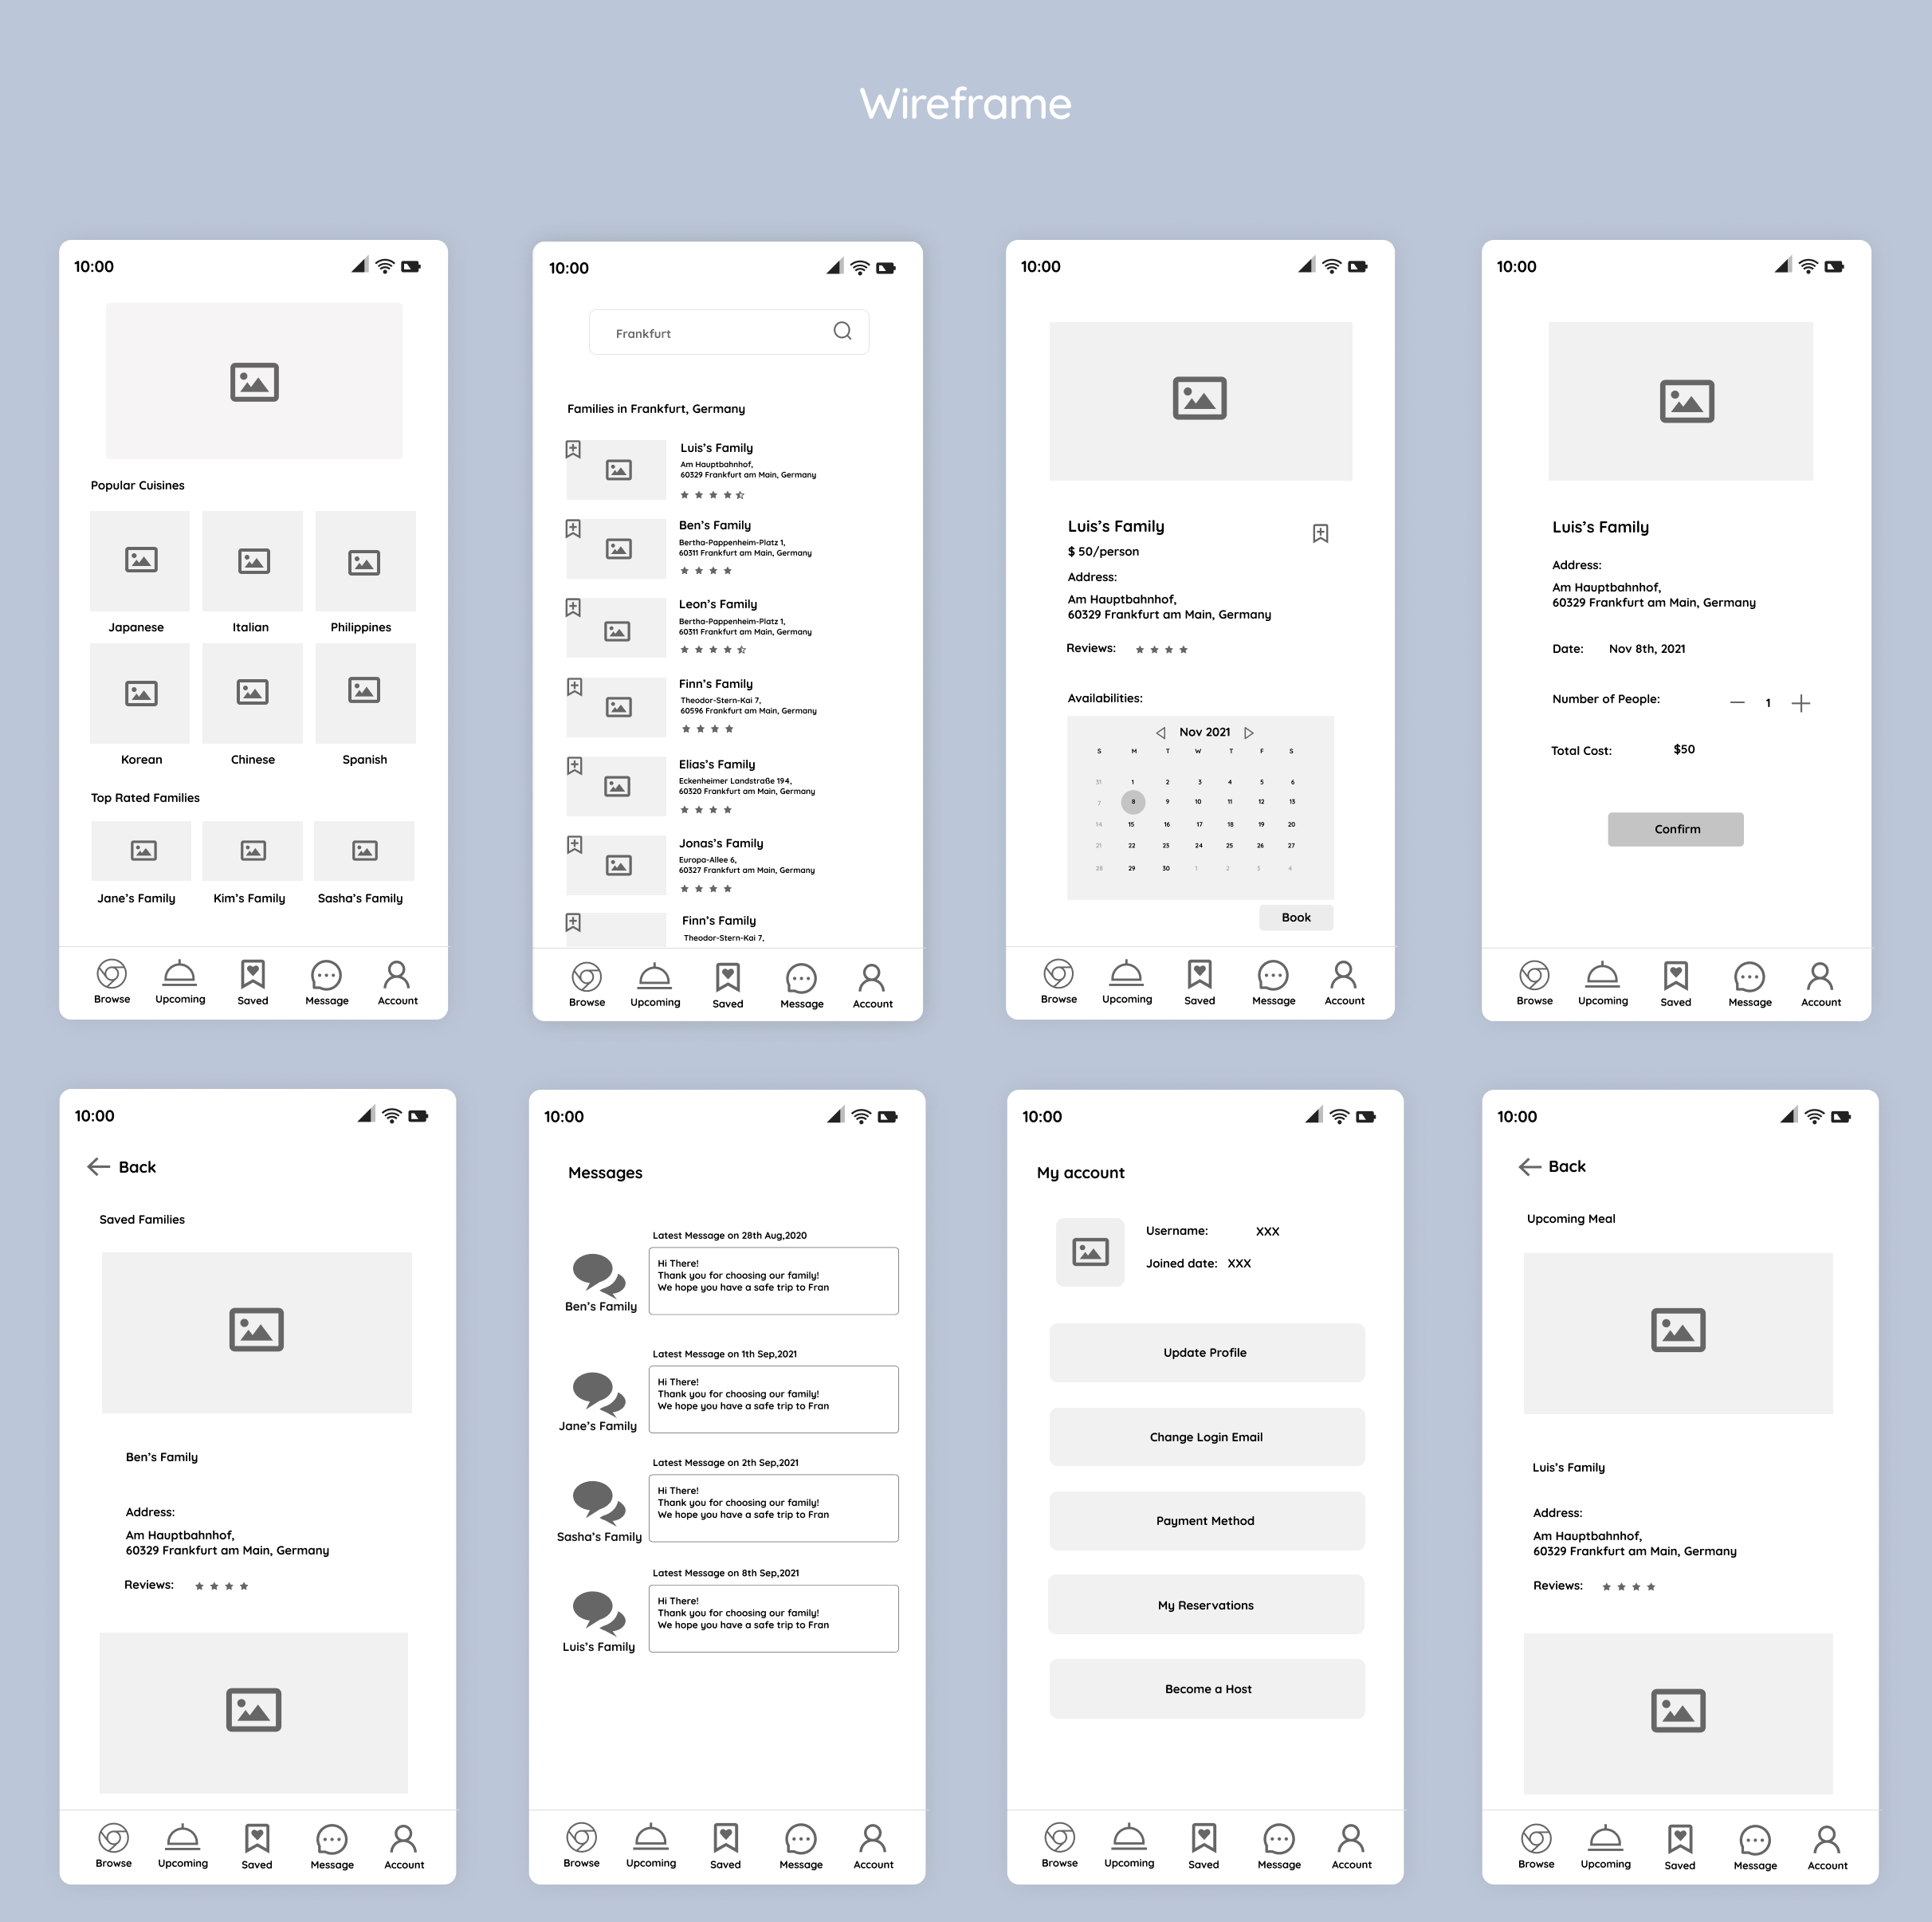 Wireframe
10:00
Popular Cuisines
Japanese
Italian
Philippines
Korean
Chinese
Spanish
Top Rated Families
Jane's Family
Kim's Family
Sasha's Family
Browse
Upcoming
Saved
Message
Account
10:00
Frankfurt
Families in Frankfurt, Germany
Luis's Family
Am Hauptbahnhof,
60329 Frankfurt am Main, Germany
Ben's Family
Bertha-Pappenheim-Platz 1,
60311 Frankfurt am Main, Germany
Leon's Family
Bertha-Pappenheim-Platz 1,
60311 Frankfurt am Main, Germany
Finn's Family
Theodor-Stern-Kai 7,
60596 Frankfurt am Main, Germany
Elias's Family
Eckenheimer Landstraße 194,
60320 Frankfurt am Main, Germany
Jonas's Family
Europa-Allee 6,
60327 Frankfurt am Main, Germany
Finn's Family
Theodor-Stern-Kai 7,
Browse
Upcoming
Saved
Message
Account
10:00
Luis's Family
$ 50/person
Address:
Am Hauptbahnhof,
60329 Frankfurt am Main, Germany
Reviews:
Availabilities:
Nov 2021
S M T W T F S
31 1 2 3 4 5 6
7 8 9 10 11 12 13
14 15 16 17 18 19 20
21 22 23 24 25 26 27
28 29 30 1 2 3 4
Book
Browse
Upcoming
Saved
Message
Account
10:00
Luis's Family
Address:
Am Hauptbahnhof,
60329 Frankfurt am Main, Germany
Date: Nov 8th, 2021
Number of People: 1
Total Cost: $50
Confirm
Browse
Upcoming
Saved
Message
Account
10:00
Back
Saved Families
Ben's Family
Address:
Am Hauptbahnhof,
60329 Frankfurt am Main, Germany
Reviews:
Browse
Upcoming
Saved
Message
Account
10:00
Messages
Latest Message on 28th Aug,2020
Hi There!
Thank you for choosing our family!
We hope you have a safe trip to Fran
Ben's Family
Latest Message on 1th Sep,2021
Hi There!
Thank you for choosing our family!
We hope you have a safe trip to Fran
Jane's Family
Latest Message on 2th Sep,2021
Hi There!
Thank you for choosing our family!
We hope you have a safe trip to Fran
Sasha's Family
Latest Message on 8th Sep,2021
Hi There!
Thank you for choosing our family!
We hope you have a safe trip to Fran
Luis's Family
Browse
Upcoming
Saved
Message
Account
10:00
My account
Username: XXX
Joined date: XXX
Update Profile
Change Login Email
Payment Method
My Reservations
Become a Host
Browse
Upcoming
Saved
Message
Account
10:00
Back
Upcoming Meal
Luis's Family
Address:
Am Hauptbahnhof,
60329 Frankfurt am Main, Germany
Reviews:
Browse
Upcoming
Saved
Message
Account